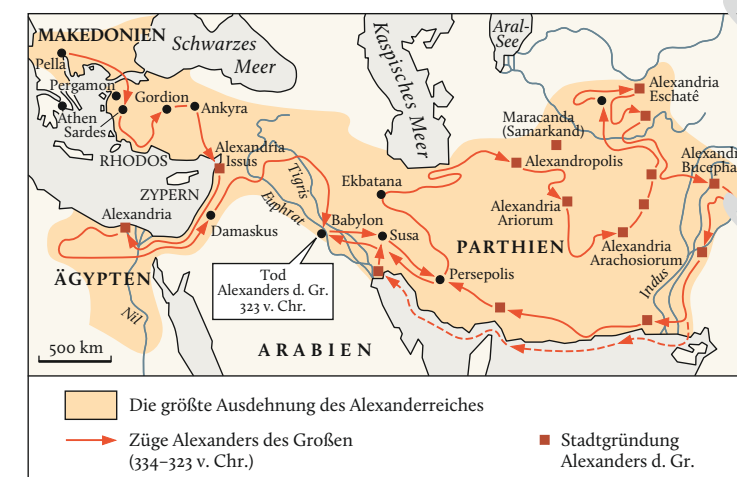 MAKEDONIEN
Pella
Schwarzes
Meer
Kaspisches Meer
Aral-
See
Pergamon
Gordion
Ankyra
Athen
Sardes
RHODOS
Alexandria
Issus
ZYPERN
Tigris
Euphrat
Ekbatana
Maracanda
(Samarkand)
Alexandria
Eschatê
Alexandropolis
Alexandria
Ariorum
Alexandria
Arachosiorum
Alexandi
Bucepha
Alexandria
Damaskus
Babylon
Susa
PARTHIEN
Persepolis
Indus
ÄGYPTEN
Nil
Tod
Alexanders d. Gr.
323 v. Chr.
ARABIEN
500 km
Die größte Ausdehnung des Alexanderreiches
Züge Alexanders des Großen
(334–323 v. Chr.)
Stadtgründung
Alexanders d. Gr.